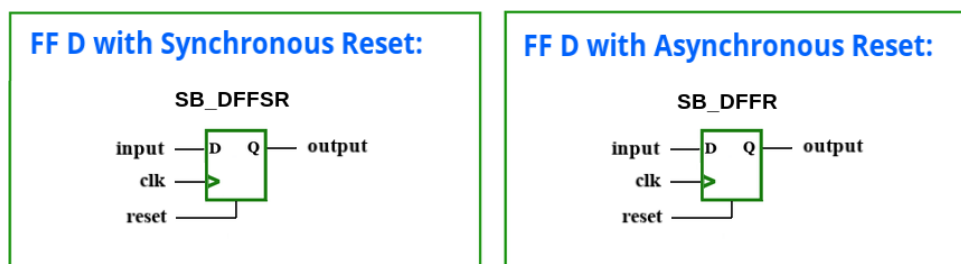 FF D with Synchronous Reset:
SB_DFFSR
input D Q output
clk
reset
FF D with Asynchronous Reset:
SB_DFFR
input D Q output
clk
reset